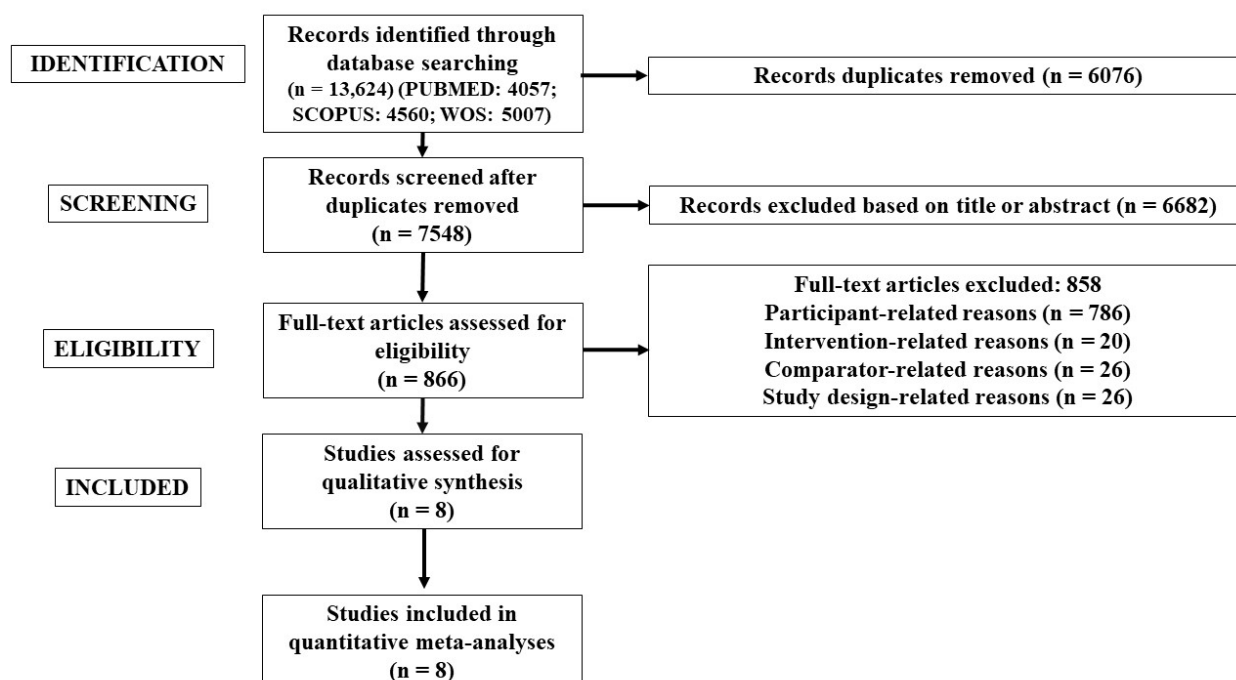 IDENTIFICATION
Records identified through
database searching
(n = 13,624) (PUBMED: 4057;
SCOPUS: 4560; WOS: 5007)
Records duplicates removed (n = 6076)
SCREENING
Records screened after
duplicates removed
(n = 7548)
Records excluded based on title or abstract (n = 6682)
ELIGIBILITY
Full-text articles assessed for
eligibility
(n = 866)
Full-text articles excluded: 858
Participant-related reasons (n = 786)
Intervention-related reasons (n = 20)
Comparator-related reasons (n = 26)
Study design-related reasons (n = 26)
INCLUDED
Studies assessed for
qualitative synthesis
(n = 8)
Studies included in
quantitative meta-analyses
(n = 8)